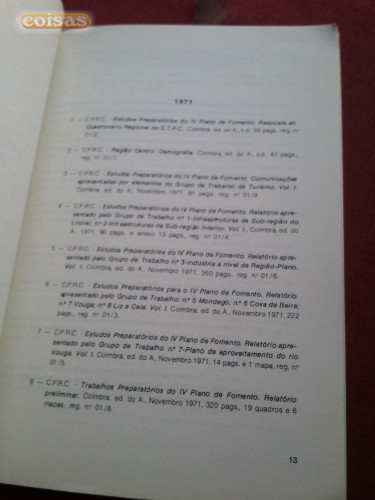 coisas
1971
1 — C.P.R.C. - Estudos Preparatórios do IV Plano de Fomento. Resposta ao
Questionário Regional do S.T.P.C. Coimbra, ed. do A., s.d. 98 pags., reg. nº
01/1.
2 — C.P.R.C. - Região Centro. Demografia. Coimbra, ed. do A., s.d., 61 pags.,
reg. nº 01/
3 — C.P.R.C. - Estudos Preparatórios do IV Plano de Fomento. Comunicações
apresentadas por elementos do Grupo de Trabalho de Turismo. Vol. I.
Coimbra, ed. do A., Novembro 1971, 81 pags., reg. nº 01/9.
4 — C.P.R.C. - Estudos Preparatórios do IV Plano de Fomento. Relatório apre-
sentado pelo Grupo de Trabalho nº 1-Infraestruturas da Sub-região do
Litoral; nº 2 Infraestruturas da Sub-região Interior. Vol. I. Coimbra, ed. do
A., 1971, 90 pags., e anexo 13 pags., reg. nº 01/4.
5 — C.P.R.C. - Estudos Preparatórios do IV Plano de Fomento. Relatório apre-
sentado pelo Grupo de Trabalho nº 3-Indústria a nível de Região-Plano.
Vol. I. Coimbra, ed. do A., Novembro 1971, 350 pags., reg. nº 01/6.
6 — C.P.R.C. - Estudos Preparatórios para o IV Plano de Fomento. Relatório
apresentado pelo Grupo de Trabalho: nº 5 Mondego; nº 6 Cova da Beira;
nº 7 Vouga; nº 8 Liz e Ceia. Vol. I. Coimbra, ed. do A., Novembro 1971, 222
pags., reg. nº 01/3.
7 — C.P.R.C. - Estudos Preparatórios do IV Plano de Fomento. Relatório apre-
sentado pelo Grupo de Trabalho nº 7-Plano de aproveitamento do rio
Vouga. Vol. I. Coimbra, ed. do A., Novembro 1971, 14 pags. e 1 mapa, reg. nº
01/
8 — C.P.R.C. - Trabalhos Preparatórios do IV Plano de Fomento. Relatório
preliminar. Coimbra, ed. do A., Novembro 1971, 320 pags., 19 quadros e 6
mapas, reg. nº 01/8.
13